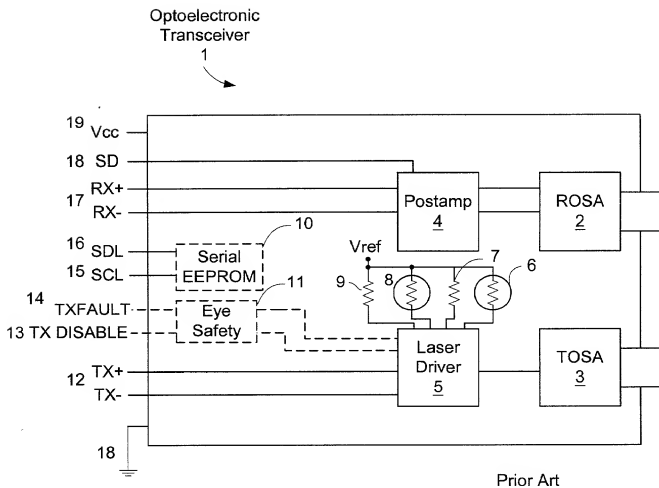 Optoelectronic
Transceiver
1
19 Vcc
18 SD
RX+
17
RX-
Postamp
4
ROSA
2
10
16 SDL
15 SCL
Serial
EEPROM
11
14 TXFAULT
13 TX DISABLE
Eye
Safety
Vref
9
8
7
6
12 TX+
TX-
Laser
Driver
5
TOSA
3
18
Prior Art